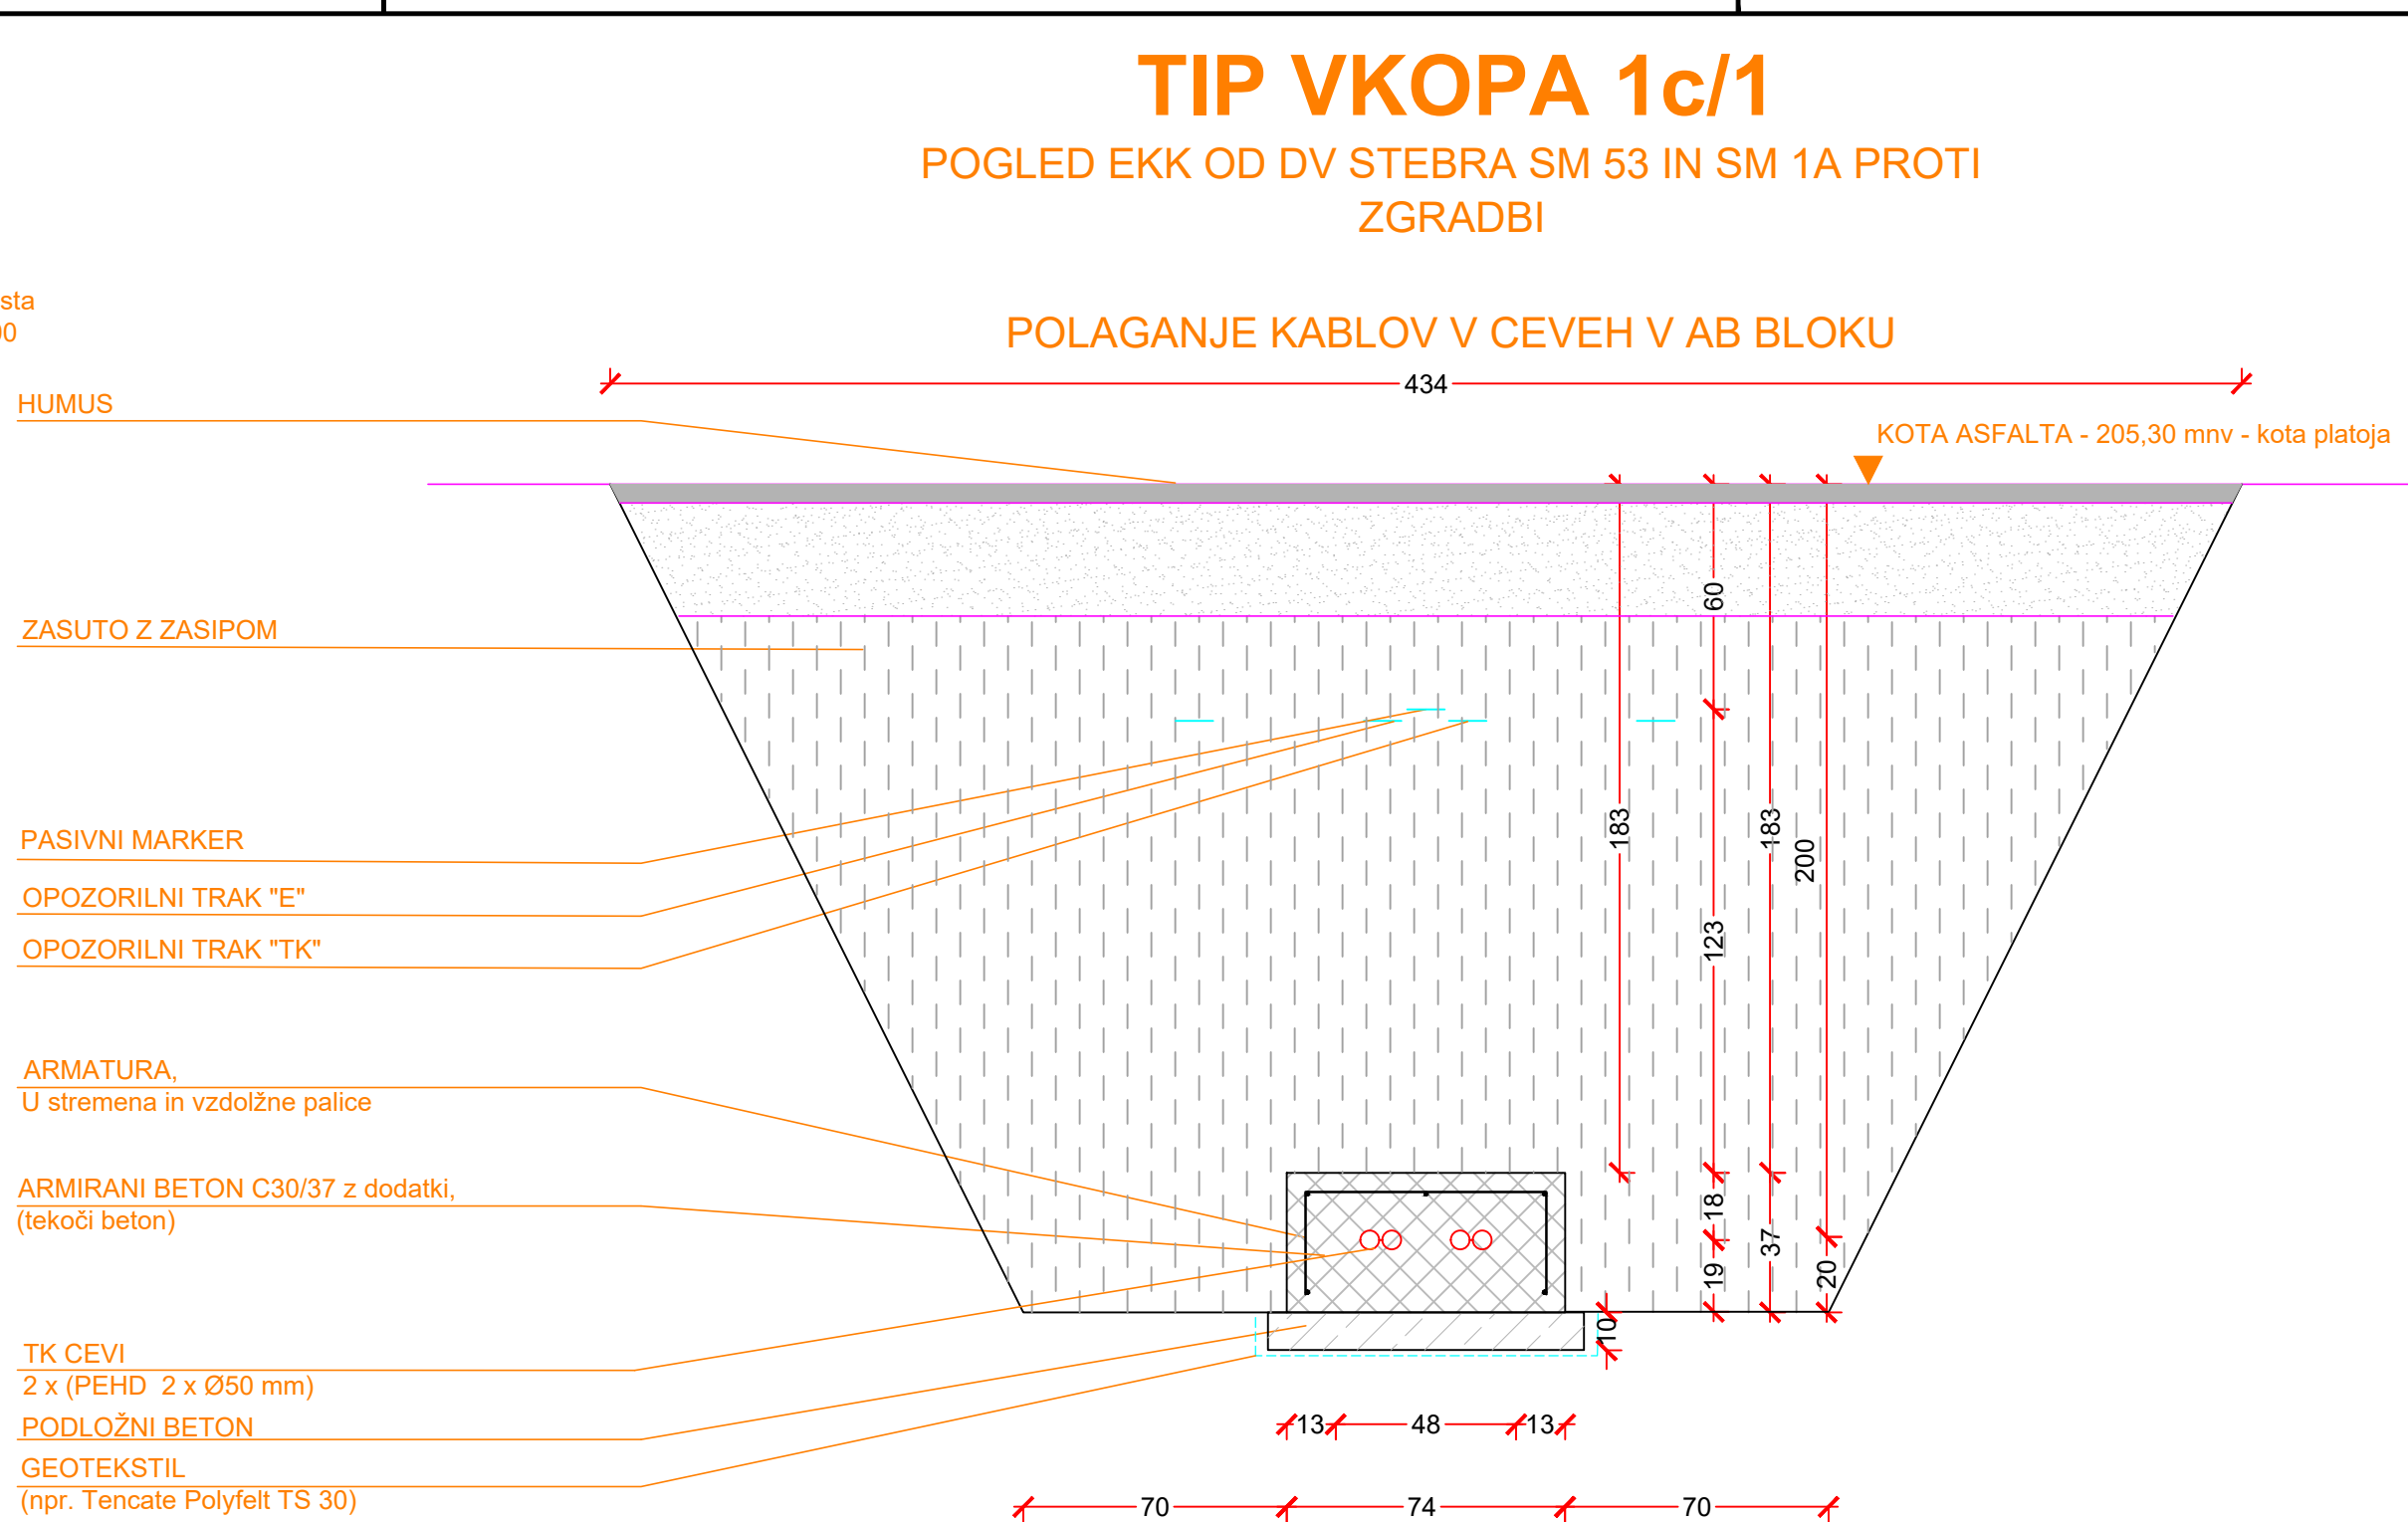 TIP VKOPA 1c/1
POGLED EKK OD DV STEBRA SM 53 IN SM 1A PROTI
ZGRADBI
sta
POLAGANJE KABLOV V CEVEH V AB BLOKU
434
HUMUS
KOTA ASFALTA - 205,30 mnv - kota platoja
60
ZASUTO Z ZASIPOM
183
183
200
PASIVNI MARKER
OPOZORILNI TRAK "E"
123
OPOZORILNI TRAK "TK"
ARMATURA,
U stremena in vzdolžne palice
ARMIRANI BETON C30/37 z dodatki,
(tekoči beton)
18
37
19
20
10
TK CEVI
2 x (PEHD 2 x Ø50 mm)
PODLOŽNI BETON
13 48 13
GEOTEKSTIL
(npr. Tencate Polyfelt TS 30)
70 74 70